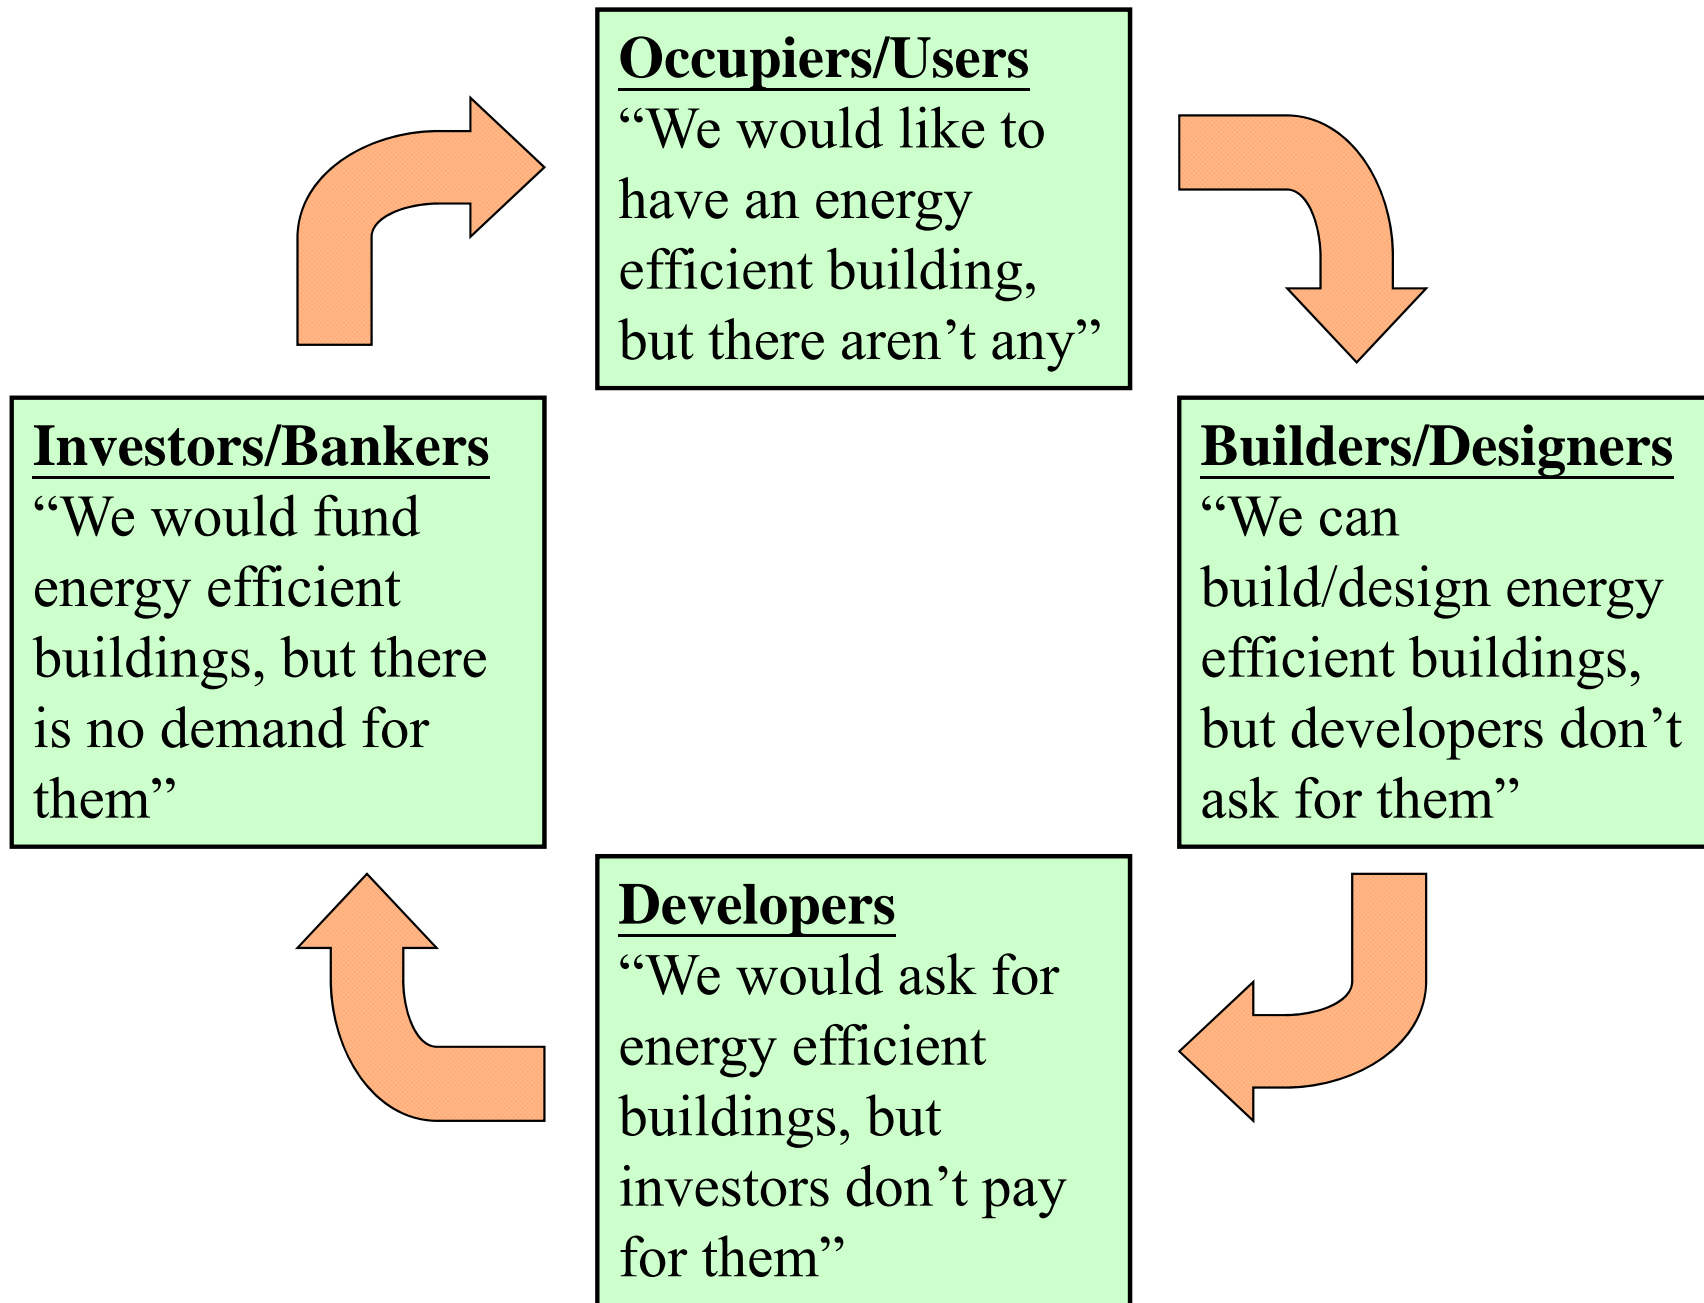 Occupiers/Users
“We would like to
have an energy
efficient building,
but there aren’t any”
Investors/Bankers
“We would fund
energy efficient
buildings, but there
is no demand for
them”
Builders/Designers
“We can
build/design energy
efficient buildings,
but developers don’t
ask for them”
Developers
“We would ask for
energy efficient
buildings, but
investors don’t pay
for them”